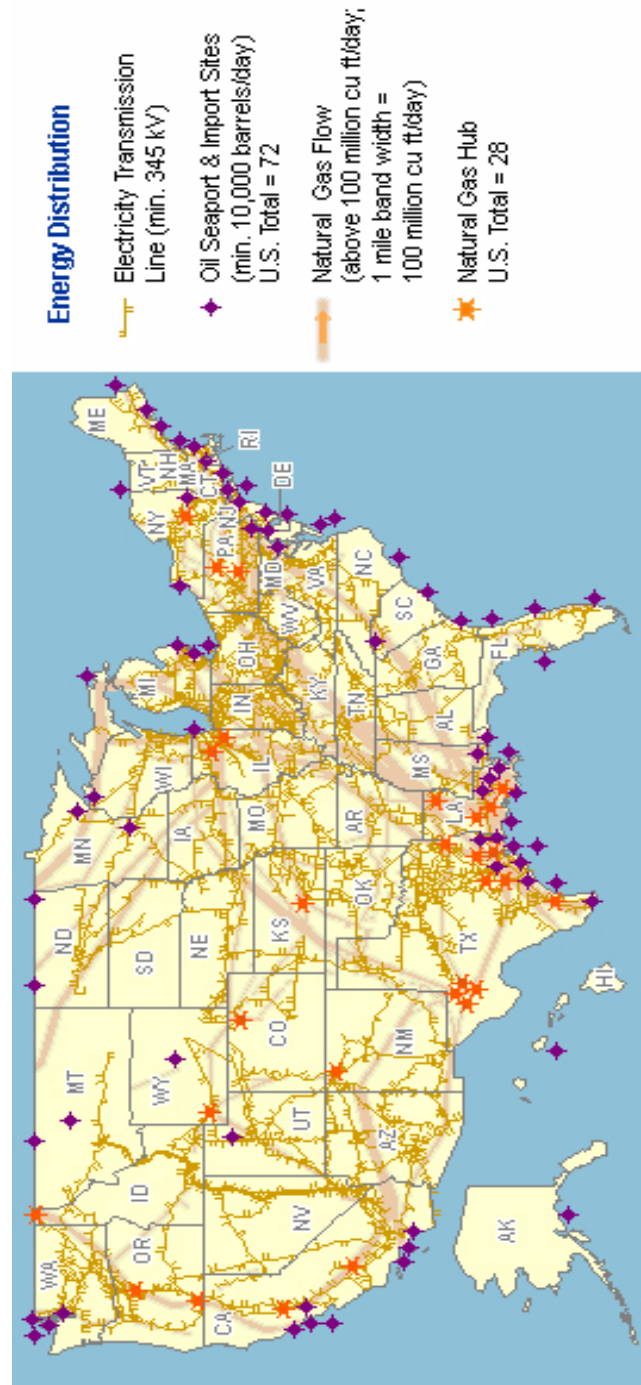 Energy Distribution
Electricity Transmission
Line (min. 345 kV)
Oil Seaport & Import Sites
(min. 10,000 barrels/day)
U.S. Total = 72
Natural Gas Flow
(above 100 million cu ft/day;
1 mile band width =
100 million cu ft/day)
Natural Gas Hub
U.S. Total = 28
WA
OR
CA
NV
ID
MT
WY
UT
AZ
NM
CO
ND
SD
NE
KS
OK
TX
MN
IA
MO
AR
LA
WI
IL
MS
MI
IN
OH
KY
TN
AL
GA
FL
SC
NC
VA
WV
MD
DE
PA
NJ
NY
CT
RI
MA
VT
NH
ME
AK
HI